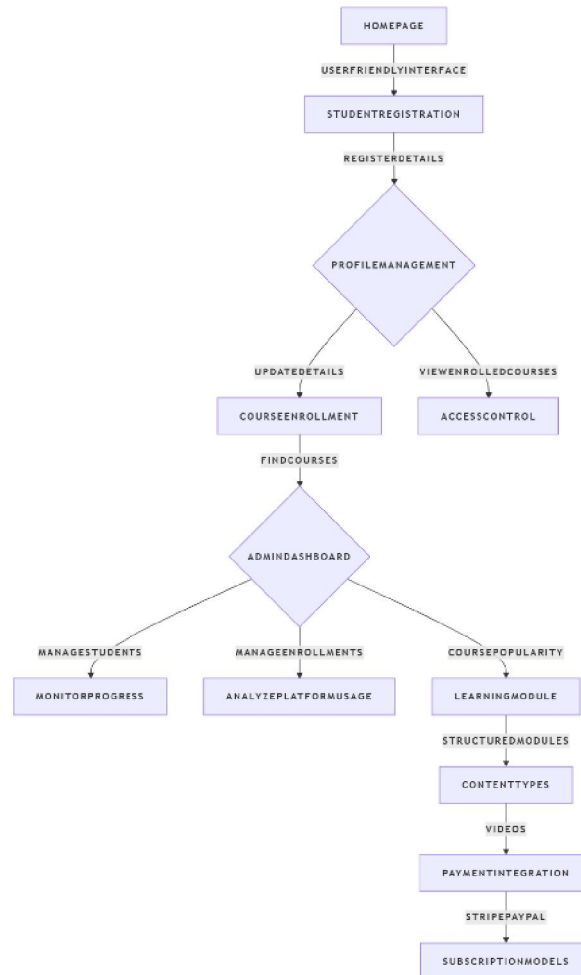 HOMEPAGE
USERFRIENDLYINTERFACE
STUDENTREGISTRATION
REGISTERDETAILS
PROFILEMANAGEMENT
UPDATEDETAILS
VIEWENROLLEDCOURSES
COURSEENROLLMENT
ACCESSCONTROL
FINDCOURSES
ADMINDASHBOARD
MANAGESTUDENTS
MANAGEENROLLMENTS
COURSEPOPULARITY
MONITORPROGRESS
ANALYZEPLATFORMUSAGE
LEARNINGMODULE
STRUCTUREDMODULES
CONTENTTYPES
VIDEOS
PAYMENTINTEGRATION
STRIPEPAYPAL
SUBSCRIPTIONMODELS